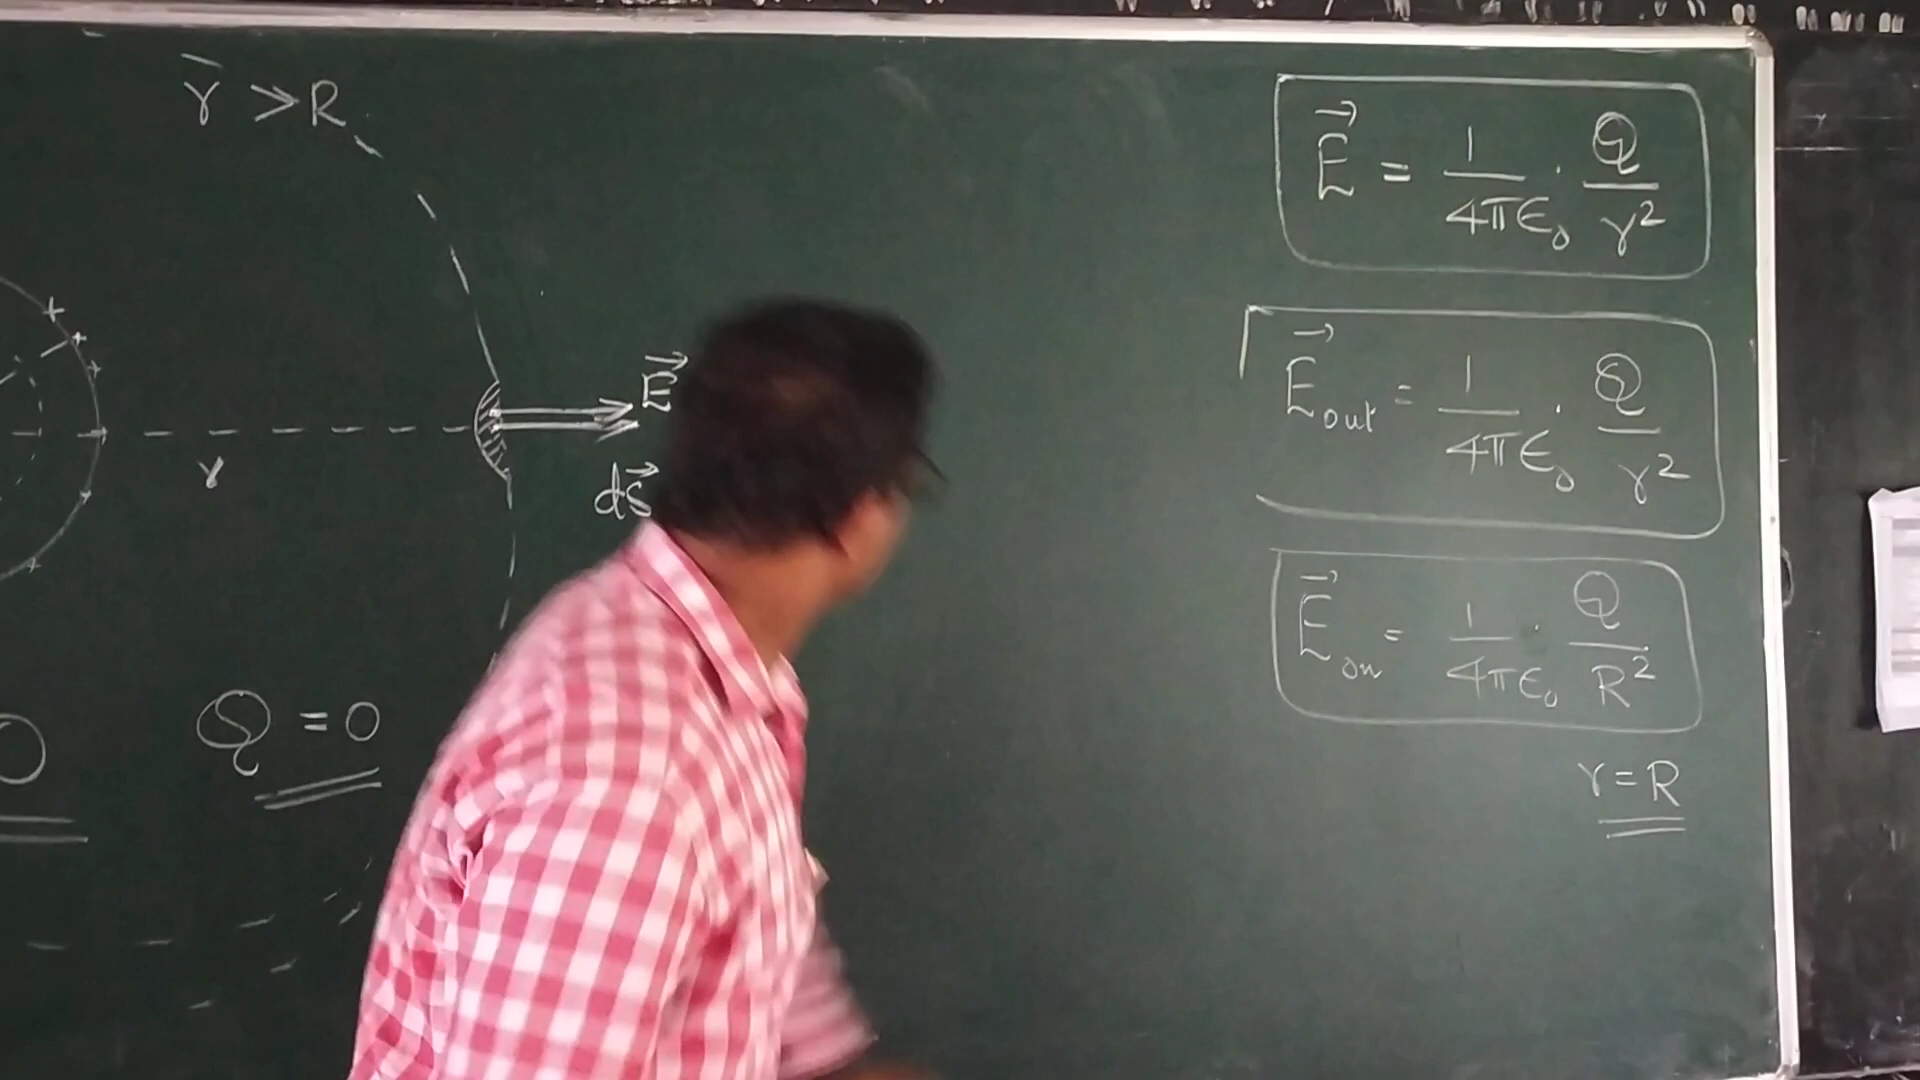 r > R
r
E⃗
dS⃗
Q = 0
E⃗ = 1/4πϵ₀ · Q/r²
E⃗out = 1/4πϵ₀ · Q/r²
E⃗on = 1/4πϵ₀ · Q/R²
r = R